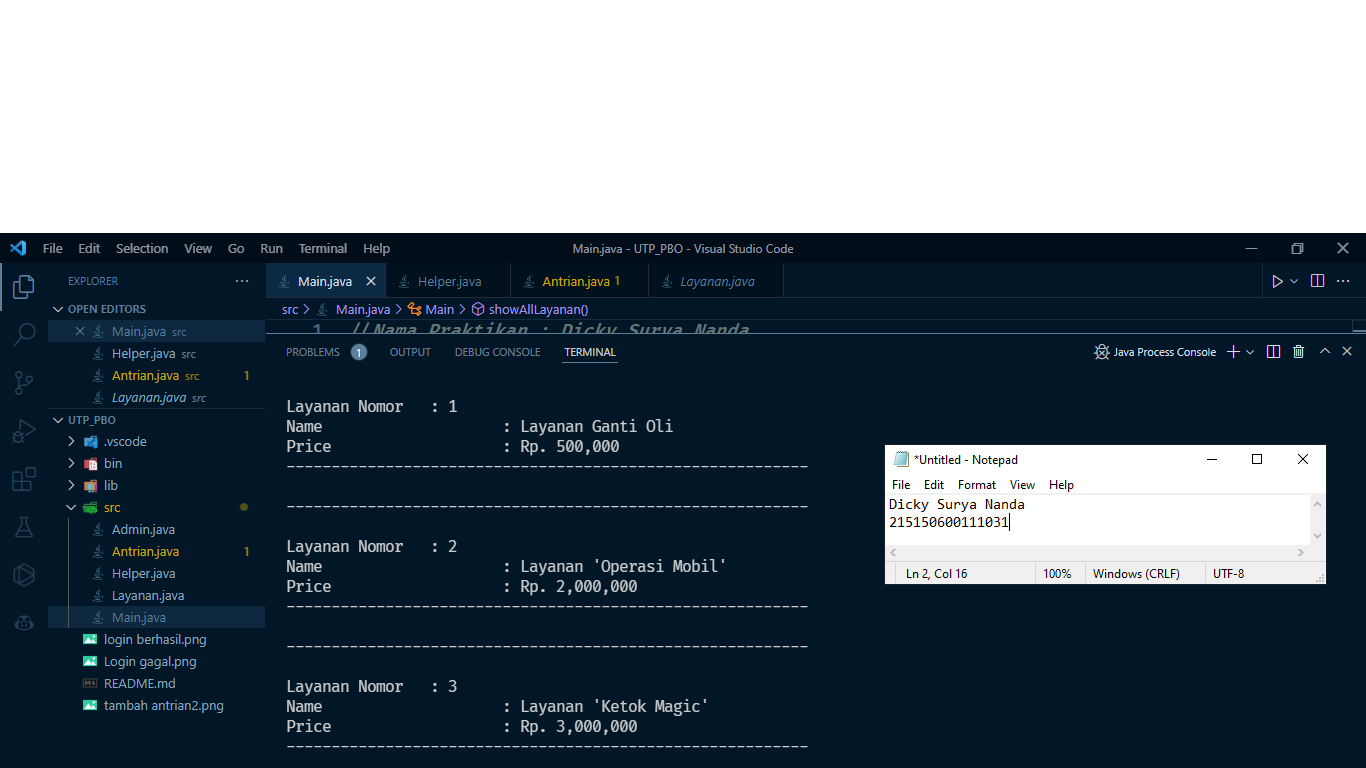 File Edit Selection View Go Run Terminal Help Main.java - UTP_PBO - Visual Studio Code
EXPLORER
OPEN EDITORS
Main.java src
Helper.java src
Antrian.java src 1
Layanan.java src
UTP_PBO
.vscode
bin
lib
src
Admin.java
Antrian.java 1
Helper.java
Layanan.java
Main.java
login berhasil.png
Login gagal.png
README.md
tambah antrian2.png
Main.java Helper.java Antrian.java 1 Layanan.java
src > Main.java > Main > showAllLayanan()
1 //Nama Praktikan : Dicky Surya Nanda
PROBLEMS 1 OUTPUT DEBUG CONSOLE TERMINAL Java Process Console
Layanan Nomor : 1
Name : Layanan Ganti Oli
Price : Rp. 500,000
----------------------------------------------------------
----------------------------------------------------------
Layanan Nomor : 2
Name : Layanan 'Operasi Mobil'
Price : Rp. 2,000,000
----------------------------------------------------------
----------------------------------------------------------
Layanan Nomor : 3
Name : Layanan 'Ketok Magic'
Price : Rp. 3,000,000
----------------------------------------------------------
*Untitled - Notepad
File Edit Format View Help
Dicky Surya Nanda
215150600111031
Ln 2, Col 16 100% Windows (CRLF) UTF-8